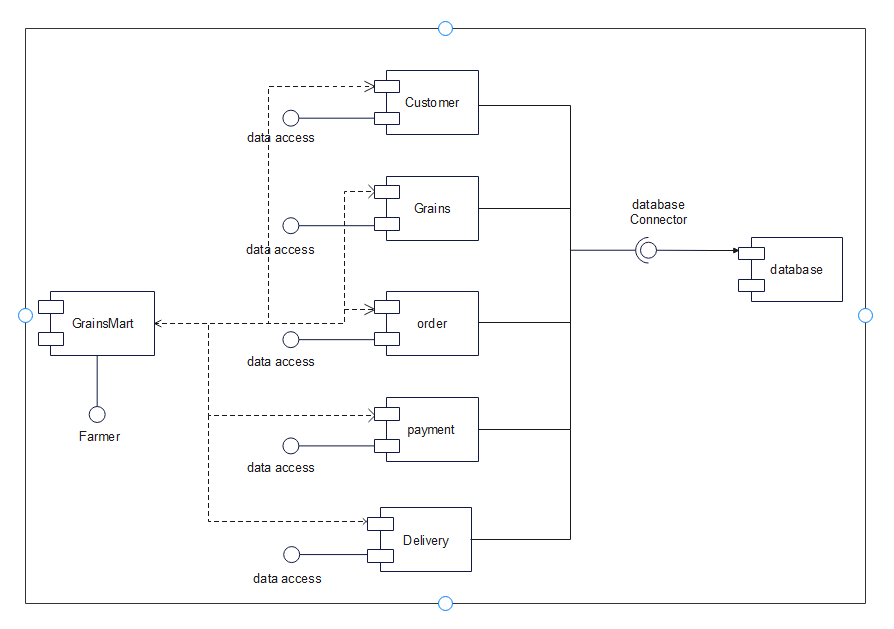 Customer
data access
database
Connector
Grains
data access
database
GrainsMart
order
data access
Farmer
payment
data access
Delivery
data access